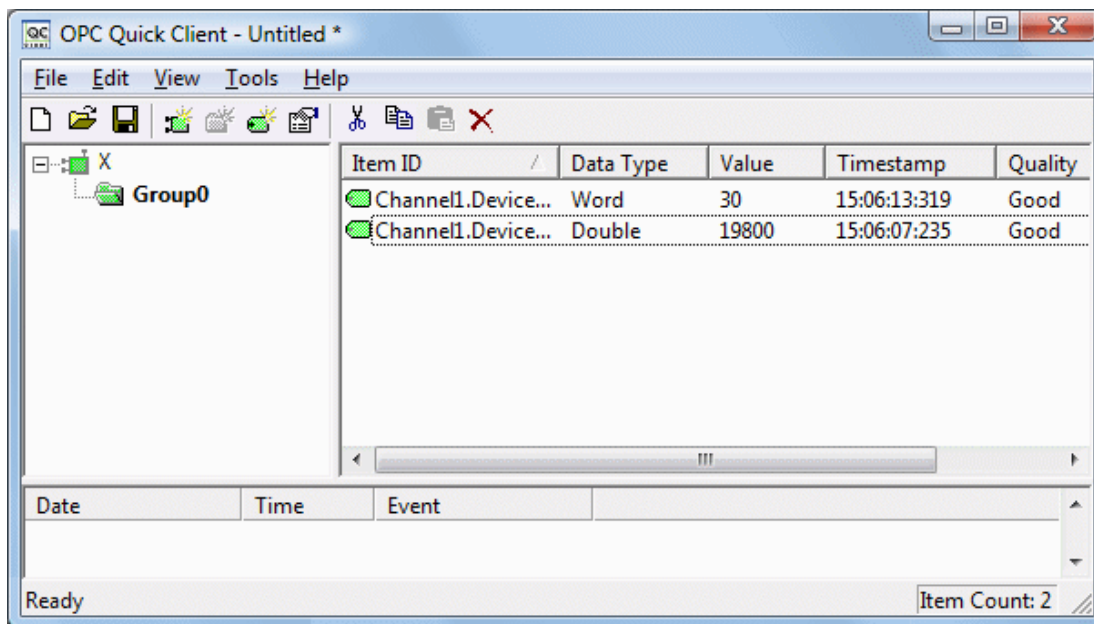 OPC Quick Client - Untitled *
File Edit View Tools Help
X
Group0
Item ID Data Type Value Timestamp Quality
Channel1.Device... Word 30 15:06:13:319 Good
Channel1.Device... Double 19800 15:06:07:235 Good
Date Time Event
Ready Item Count: 2